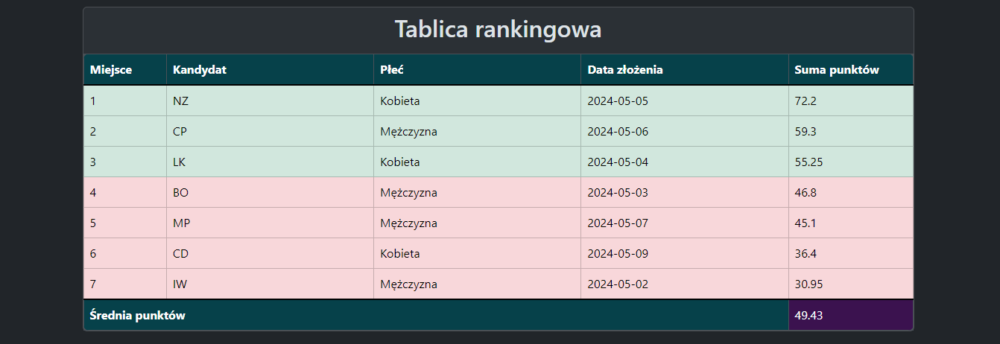 Tablica rankingowa
Miejsce Kandydat Płeć Data złożenia Suma punktów
1 NZ Kobieta 2024-05-05 72.2
2 CP Mężczyzna 2024-05-06 59.3
3 LK Kobieta 2024-05-04 55.25
4 BO Mężczyzna 2024-05-03 46.8
5 MP Mężczyzna 2024-05-07 45.1
6 CD Kobieta 2024-05-09 36.4
7 IW Mężczyzna 2024-05-02 30.95
Średnia punktów 49.43